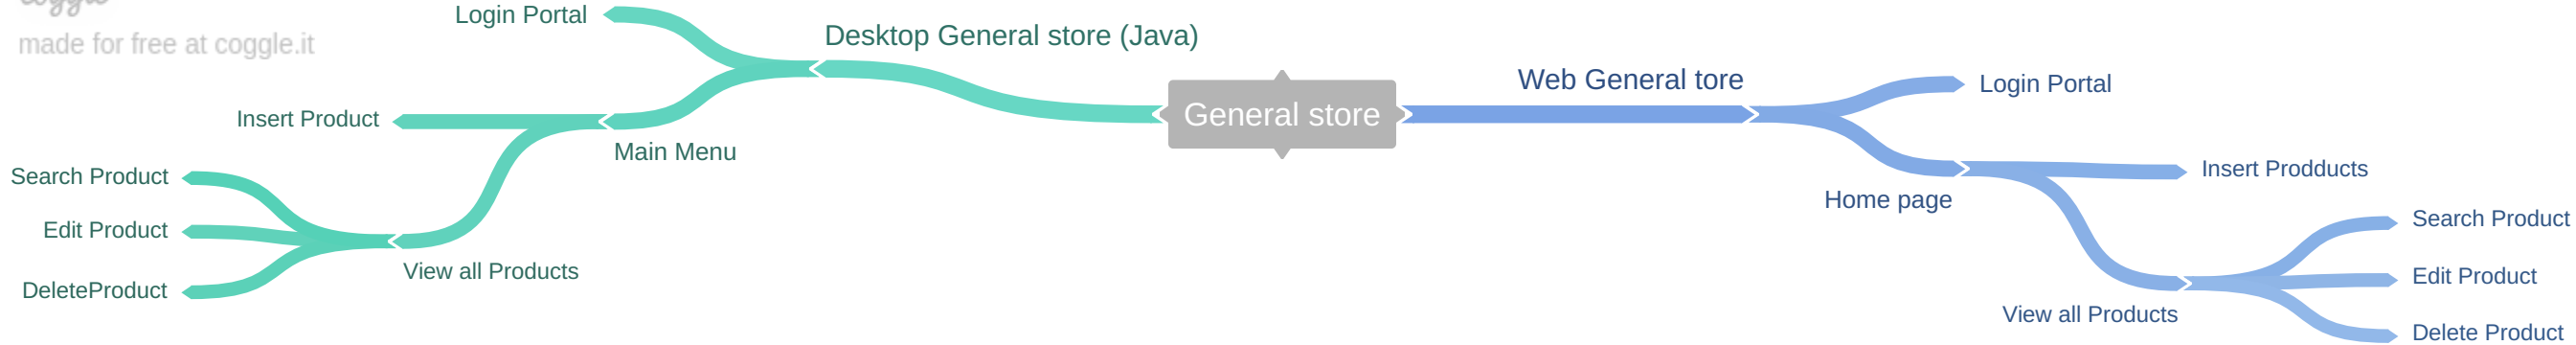 made for free at coggle.it
Login Portal
Desktop General store (Java)
Insert Product
Main Menu
Search Product
Edit Product
DeleteProduct
View all Products
General store
Web General tore
Login Portal
Home page
Insert Prodducts
View all Products
Search Product
Edit Product
Delete Product